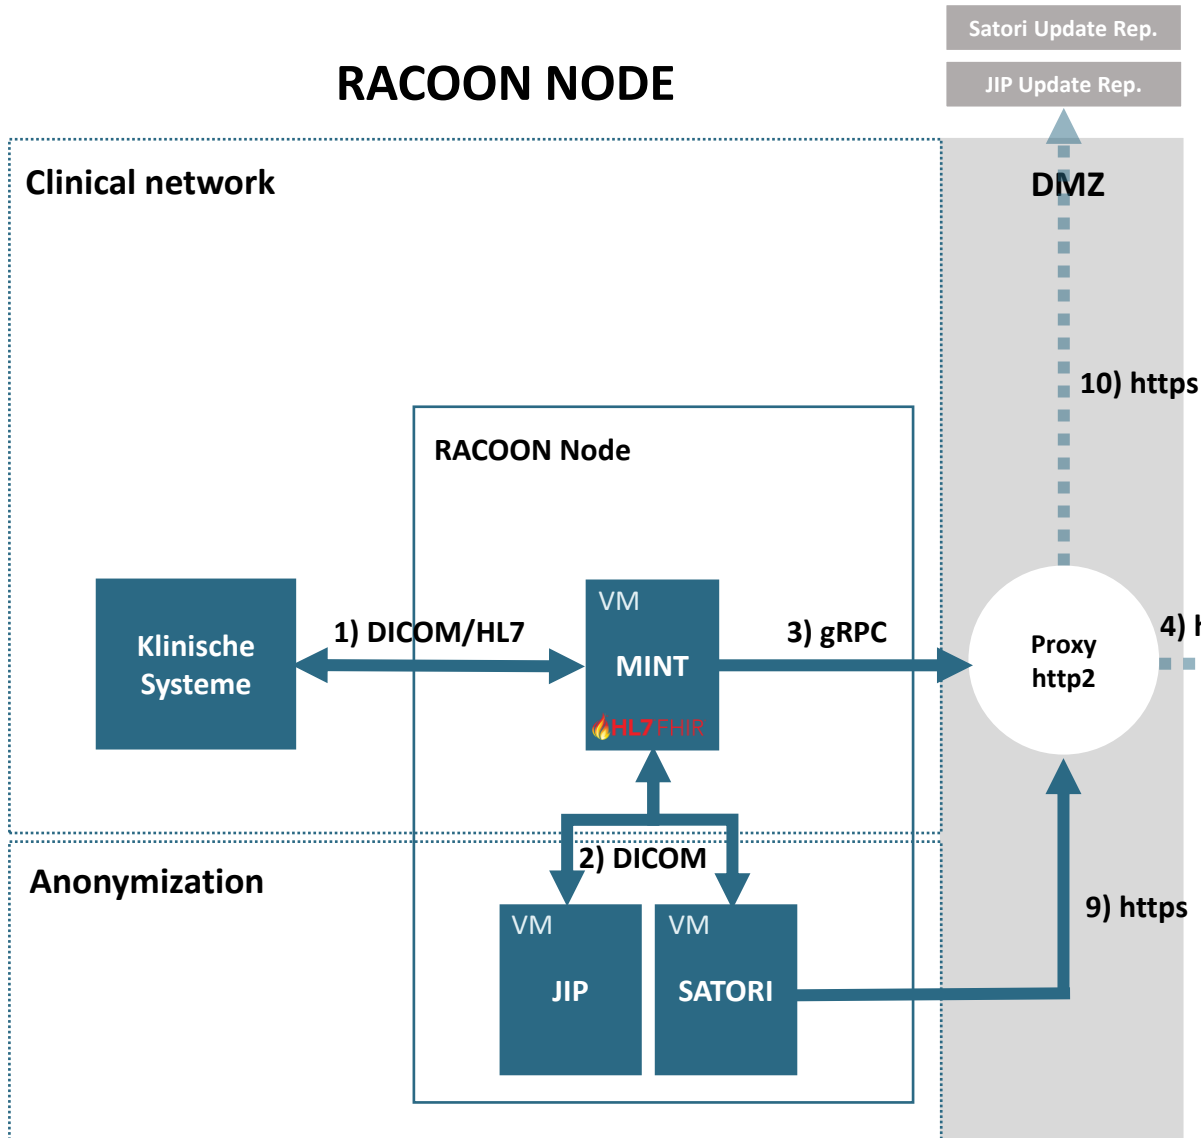 Satori Update Rep.
RACOON NODE
JIP Update Rep.
Clinical network
DMZ
10) https
RACOON Node
Klinische
Systeme
1) DICOM/HL7
VM
MINT
HL7 FHIR
3) gRPC
Proxy
http2
4) h
2) DICOM
Anonymization
VM
JIP
VM
SATORI
9) https